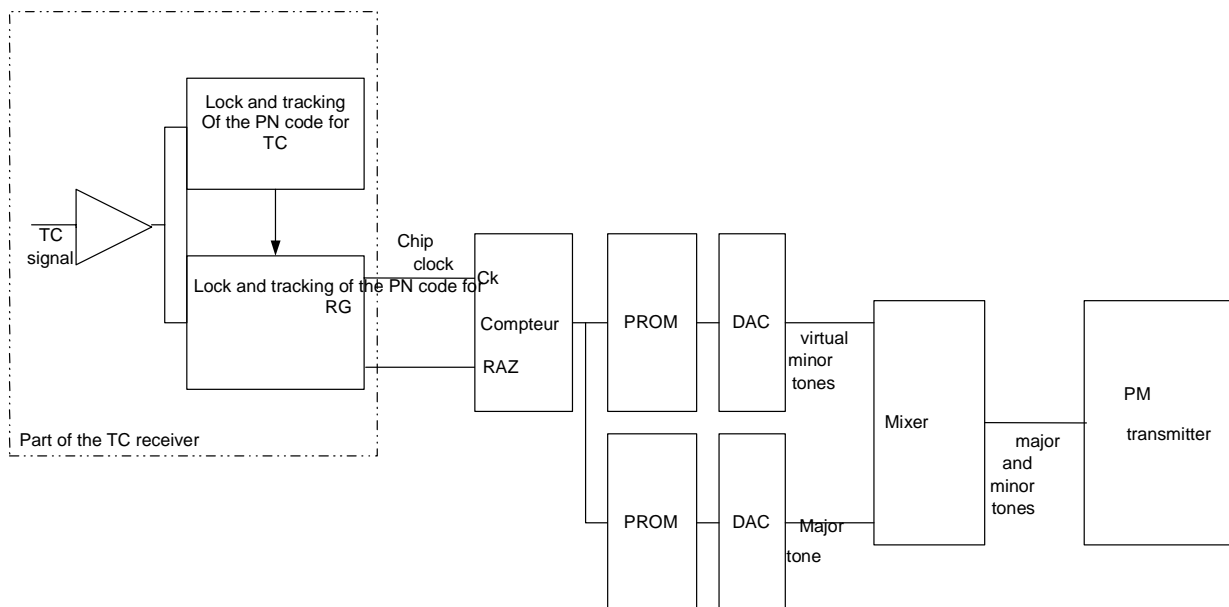 Lock and tracking
Of the PN code for
TC
TC
signal
Lock and tracking of the PN code for
RG
Part of the TC receiver
Chip
clock
Ck
Compteur
RAZ
PROM
DAC
virtual
minor
tones
PROM
DAC
Major
tone
Mixer
major
and
minor
tones
PM
transmitter